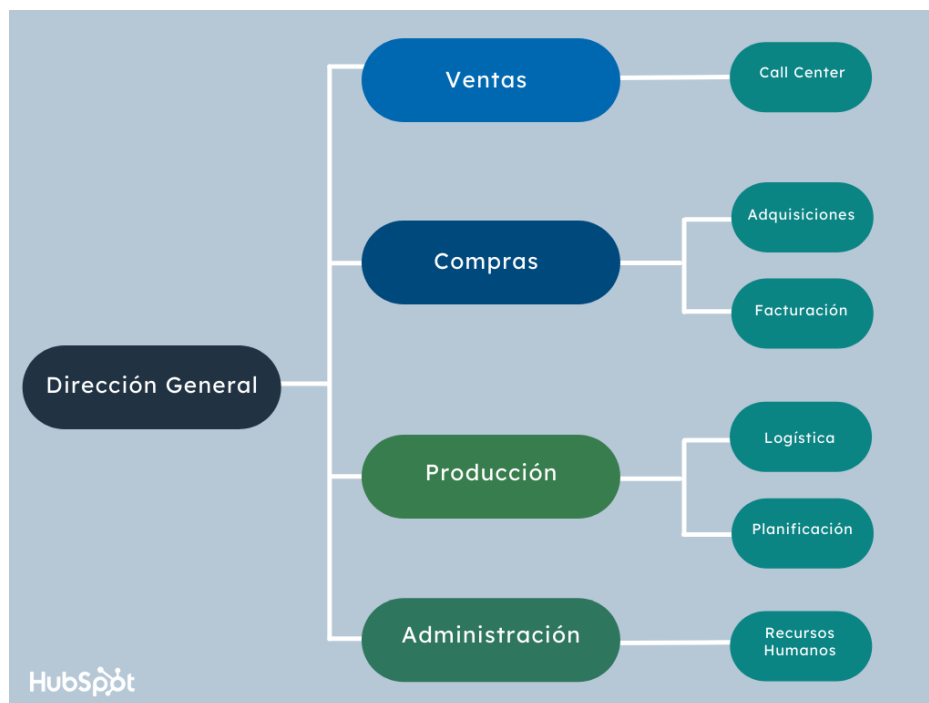 Ventas
Call Center
Compras
Adquisiciones
Facturación
Dirección General
Producción
Logística
Planificación
Administración
Recursos
Humanos
HubSpot